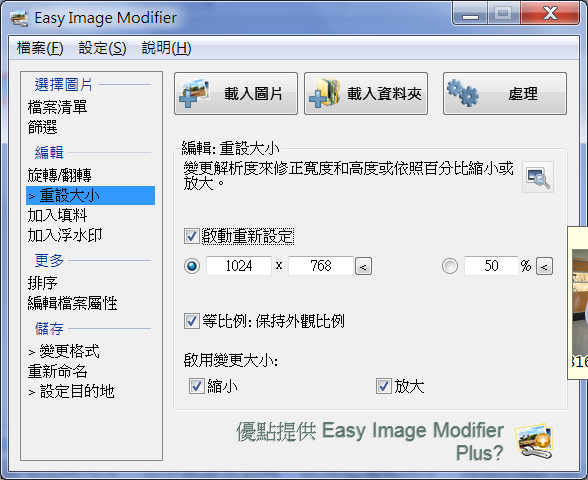 Easy Image Modifier
檔案(F) 設定(S) 說明(H)
選擇圖片
檔案清單
篩選
編輯
旋轉/翻轉
> 重設大小
加入填料
加入浮水印
更多
排序
編輯檔案屬性
儲存
> 變更格式
重新命名
> 設定目的地
載入圖片
載入資料夾
處理
編輯: 重設大小
變更解析度來修正寬度和高度或依照百分比縮小或
放大。
啟動重新設定
1024 x 768 <
50 % <
等比例: 保持外觀比例
啟用變更大小:
縮小
放大
優點提供 Easy Image Modifier
Plus?